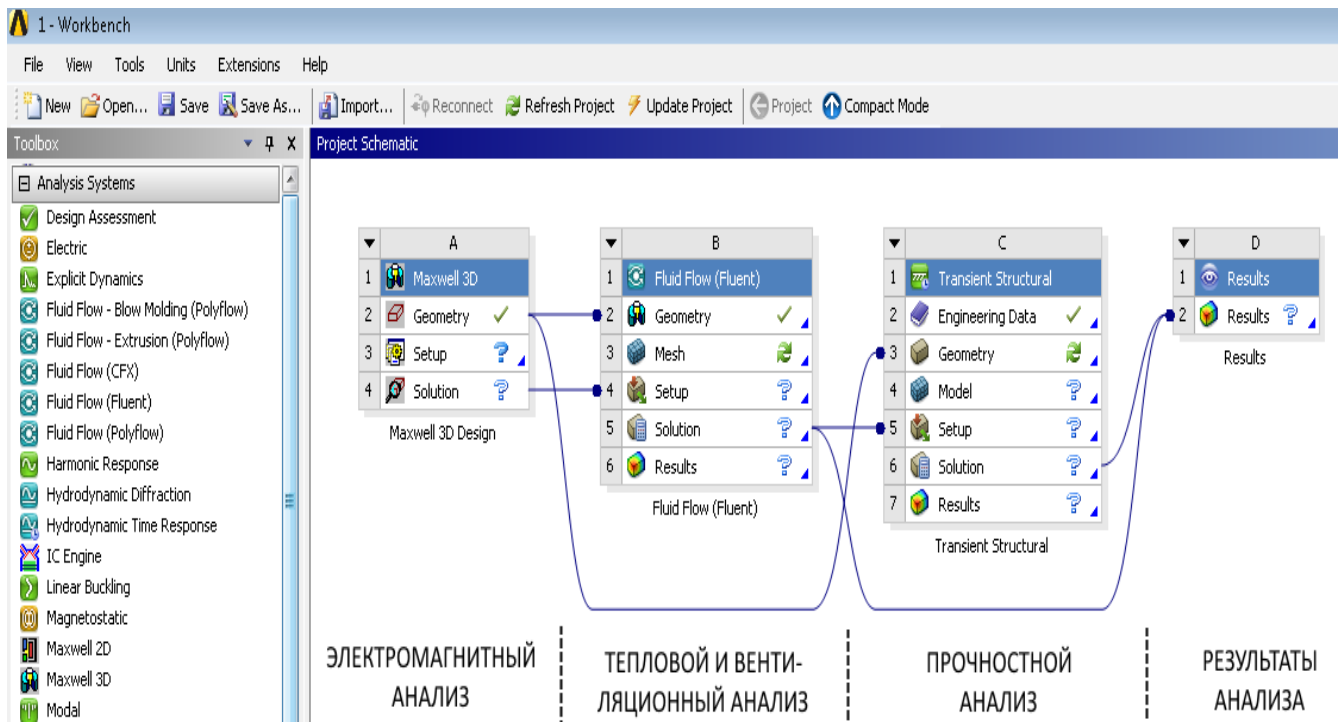 1 - Workbench
File View Tools Units Extensions Help
New Open... Save Save As... Import... Reconnect Refresh Project Update Project Project Compact Mode
Toolbox
X
Project Schematic
Analysis Systems
Design Assessment
Electric
Explicit Dynamics
Fluid Flow - Blow Molding (Polyflow)
Fluid Flow - Extrusion (Polyflow)
Fluid Flow (CFX)
Fluid Flow (Fluent)
Fluid Flow (Polyflow)
Harmonic Response
Hydrodynamic Diffraction
Hydrodynamic Time Response
IC Engine
Linear Buckling
Magnetostatic
Maxwell 2D
Maxwell 3D
Modal
A
1 Maxwell 3D
2 Geometry
3 Setup ?
4 Solution ?
Maxwell 3D Design
B
1 Fluid Flow (Fluent)
2 Geometry
3 Mesh
4 Setup ?
5 Solution ?
6 Results ?
Fluid Flow (Fluent)
C
1 Transient Structural
2 Engineering Data
3 Geometry
4 Model ?
5 Setup ?
6 Solution ?
7 Results ?
Transient Structural
D
1 Results
2 Results ?
Results
ЭЛЕКТРОМАГНИТНЫЙ
АНАЛИЗ
ТЕПЛОВОЙ И ВЕНТИ-
ЛЯЦИОННЫЙ АНАЛИЗ
ПРОЧНОСТНОЙ
АНАЛИЗ
РЕЗУЛЬТАТЫ
АНАЛИЗА